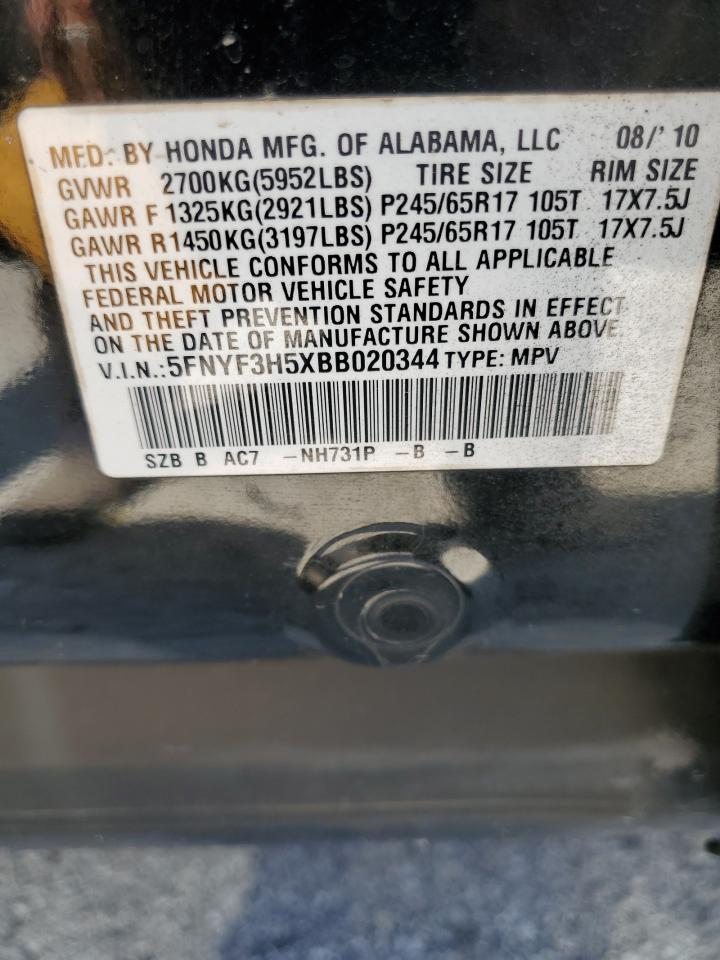 MFD. BY HONDA MFG. OF ALABAMA, LLC 08/'10
GVWR 2700KG(5952LBS) TIRE SIZE RIM SIZE
GAWR F 1325KG(2921LBS) P245/65R17 105T 17X7.5J
GAWR R1450KG(3197LBS) P245/65R17 105T 17X7.5J
THIS VEHICLE CONFORMS TO ALL APPLICABLE
FEDERAL MOTOR VEHICLE SAFETY
AND THEFT PREVENTION STANDARDS IN EFFECT
ON THE DATE OF MANUFACTURE SHOWN ABOVE.
V.I.N.:5FNYF3H5XBB020344 TYPE: MPV
SZB B AC7 -NH731P -B -B